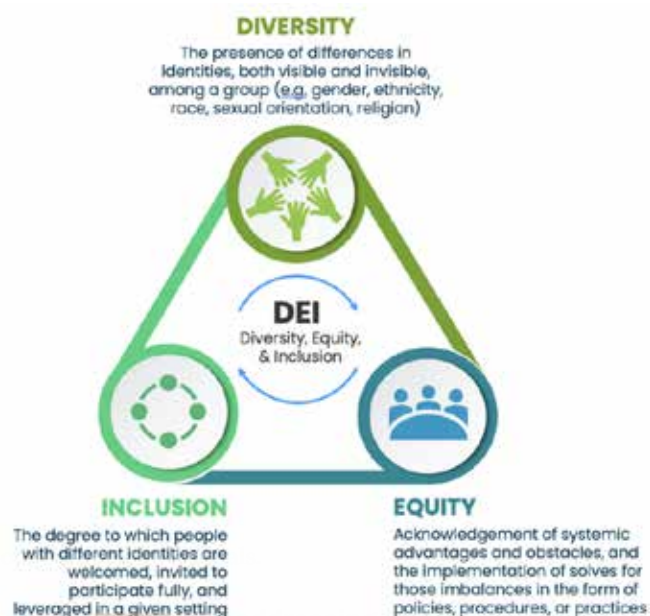 DIVERSITY
The presence of differences in
identities, both visible and invisible,
among a group (e.g. gender, ethnicity,
race, sexual orientation, religion)
DEI
Diversity, Equity,
& Inclusion
INCLUSION
The degree to which people
with different identities are
welcomed, invited to
participate fully, and
leveraged in a given setting
EQUITY
Acknowledgement of systemic
advantages and obstacles, and
the implementation of solves for
those imbalances in the form of
policies, procedures, or practices